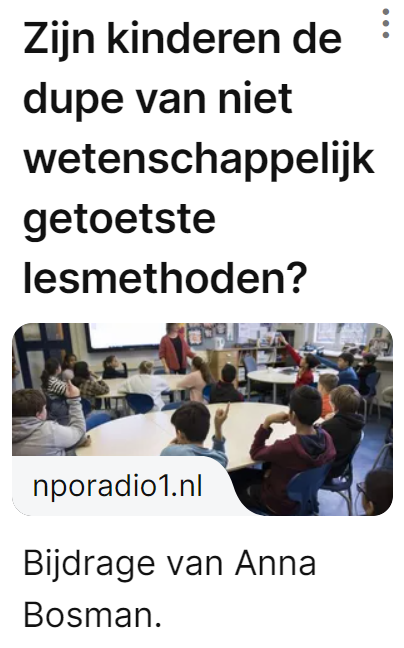 Zijn kinderen de
dupe van niet
wetenschappelijk
getoetste
lesmethoden?
nporadio1.nl
Bijdrage van Anna
Bosman.